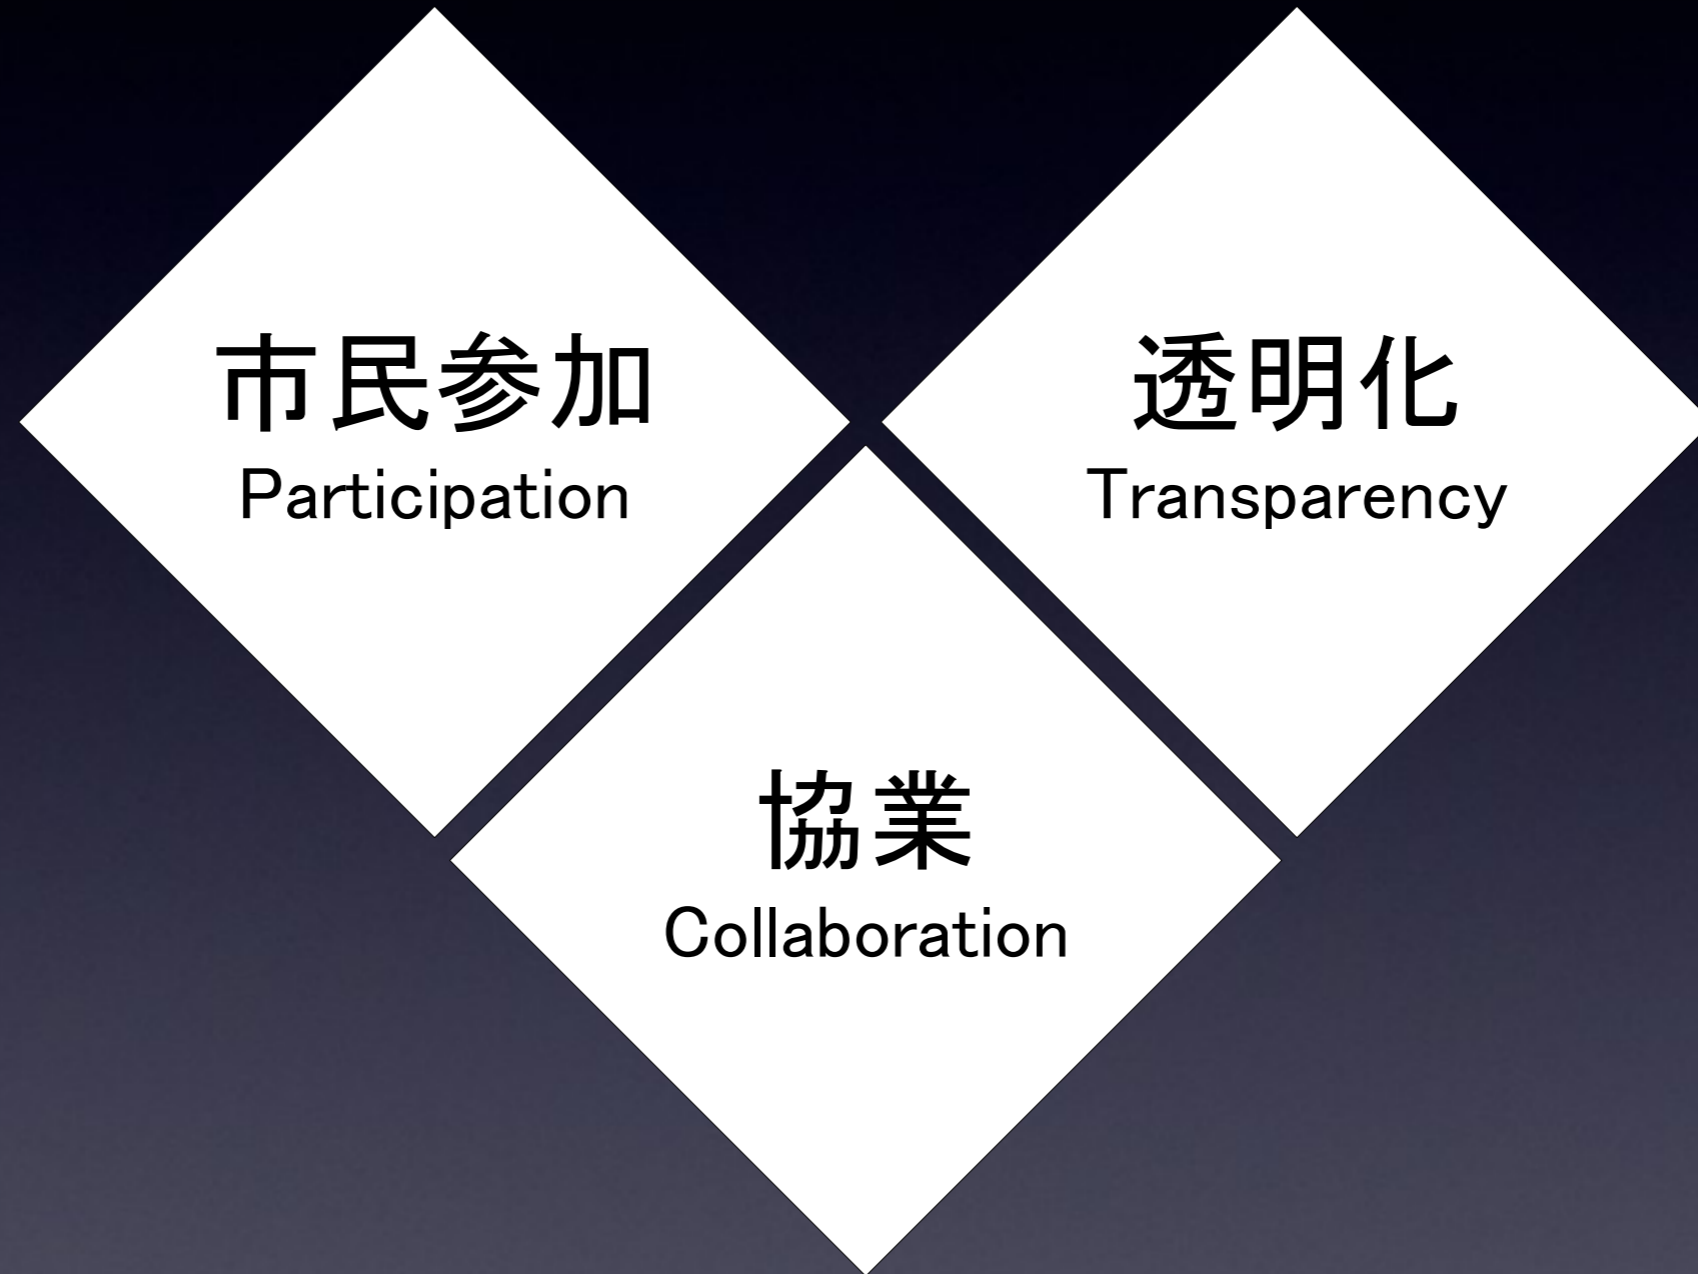 市民参加
Participation
透明化
Transparency
協業
Collaboration